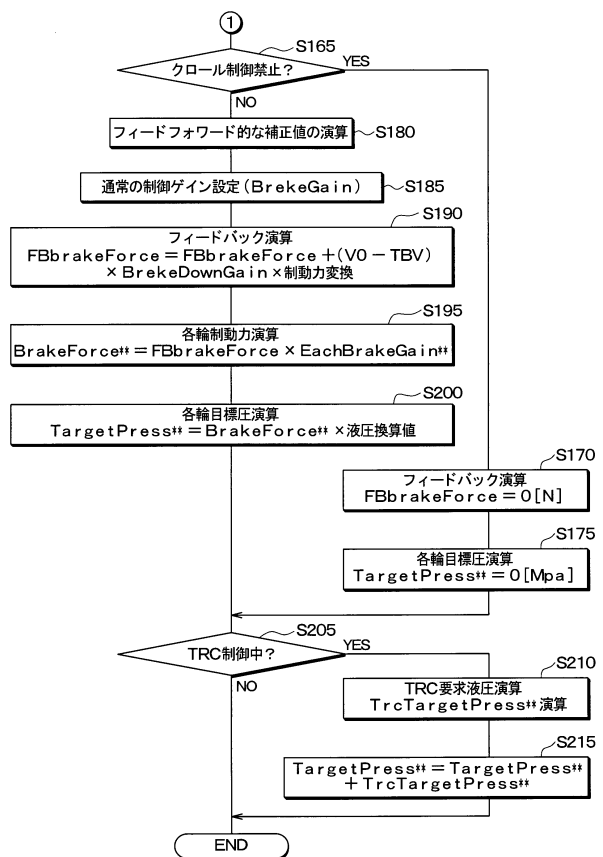 1
S165
クロール制御禁止？
YES
NO
フィードフォワード的な補正値の演算
S180
通常の制御ゲイン設定（BrekeGain）
S185
S190
フィードバック演算
FBbrakeForce＝FBbrakeForce＋(V0－TBV)
×BrekeDownGain×制動力変換
S195
各輪制動力演算
BrakeForce**＝FBbrakeForce×EachBrakeGain**
S200
各輪目標圧演算
TargetPress**＝BrakeForce**×液圧換算値
S170
フィードバック演算
FBbrakeForce＝0[N]
S175
各輪目標圧演算
TargetPress**＝0[Mpa]
S205
TRC制御中？
YES
NO
S210
TRC要求液圧演算
TrcTargetPress**演算
S215
TargetPress**＝TargetPress**
＋TrcTargetPress**
END